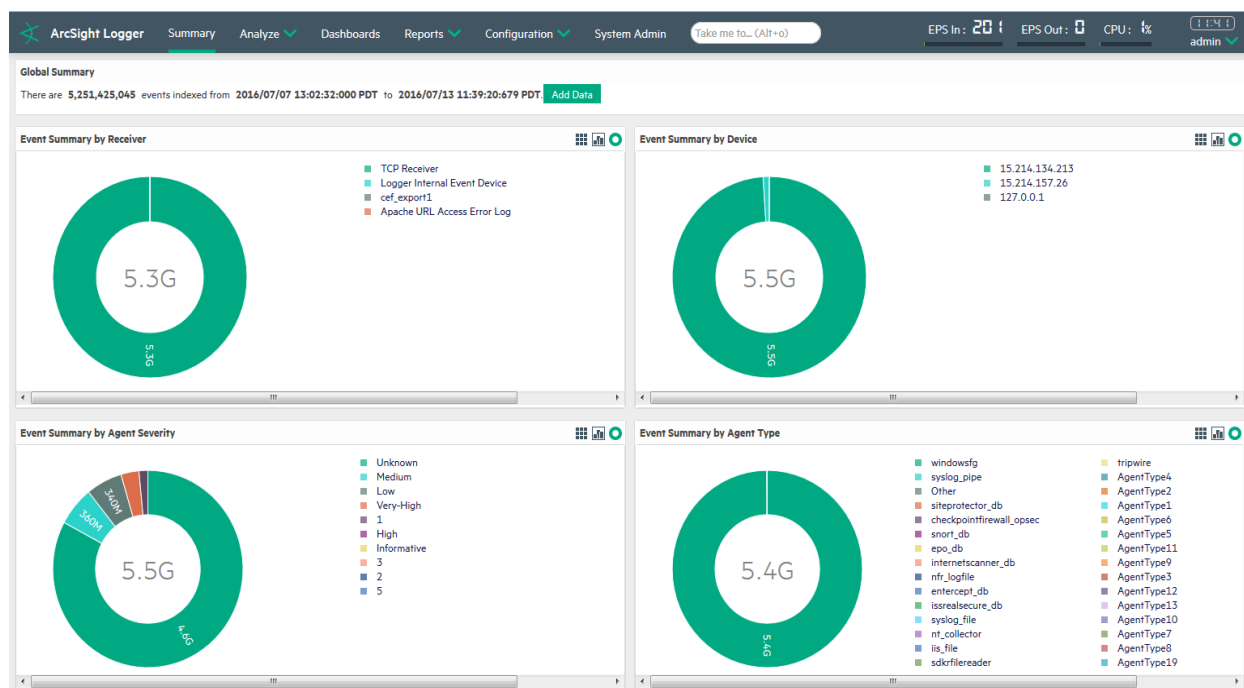 ArcSight Logger Summary Analyze Dashboards Reports Configuration System Admin Take me to... (Alt+o) EPS In : 201 EPS Out : 0 CPU : 1% 11:41
admin
Global Summary
There are 5,251,425,045 events indexed from 2016/07/07 13:02:32:000 PDT to 2016/07/13 11:39:20:679 PDT. Add Data
Event Summary by Receiver
TCP Receiver
Logger Internal Event Device
cef_export1
Apache URL Access Error Log
5.3G
5.3G
Event Summary by Device
15.214.134.213
15.214.157.26
127.0.0.1
5.5G
5.5G
Event Summary by Agent Severity
Unknown
Medium
Low
Very-High
1
High
Informative
3
2
5
340M
360M
5.5G
4.6G
Event Summary by Agent Type
windowsfg
syslog_pipe
Other
siteprotector_db
checkpointfirewall_opsec
snort_db
epo_db
internetscanner_db
nfr_logfile
entercept_db
issrealsecure_db
syslog_file
nt_collector
iis_file
sdkrfilereader
tripwire
AgentType4
AgentType2
AgentType1
AgentType6
AgentType5
AgentType11
AgentType9
AgentType3
AgentType12
AgentType13
AgentType10
AgentType7
AgentType8
AgentType19
5.4G
5.4G